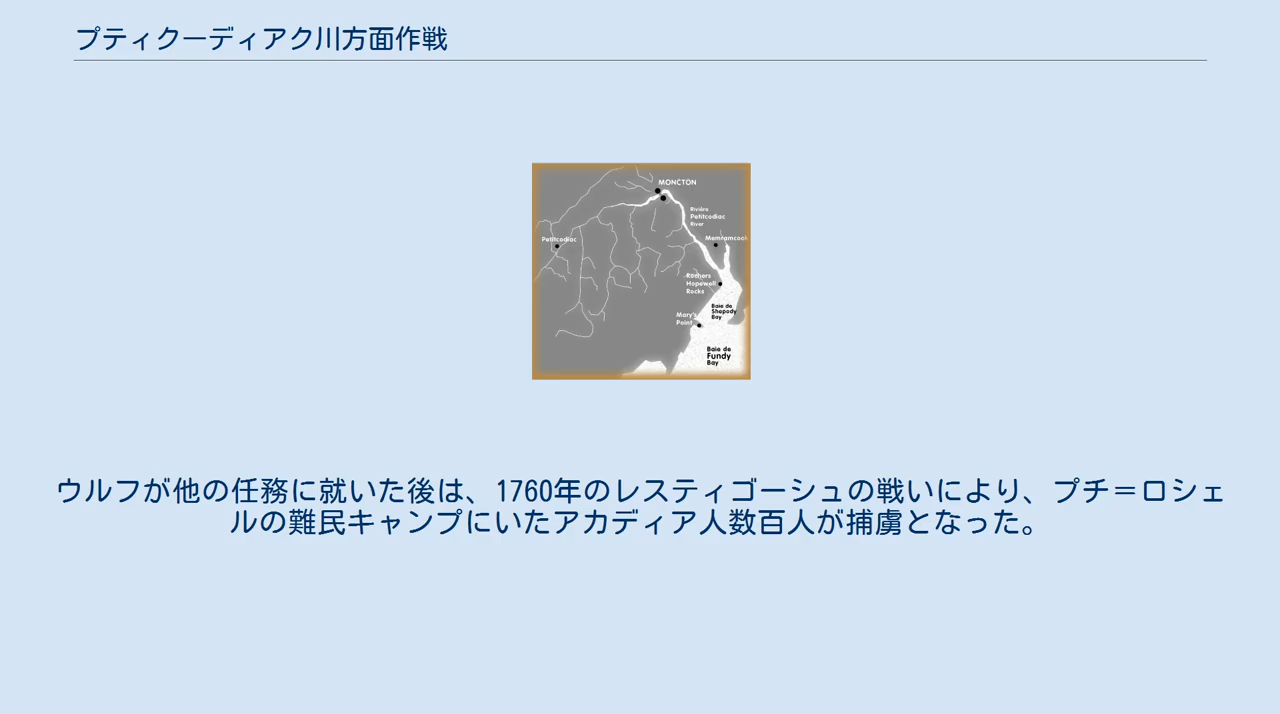 プティクーディアク川方面作戦
MONCTON
Rivière
Petitcodiac
River
Petitcodiac
Memramcook
Rochers
Hopewell
Rocks
Baie de
Shepody
Bay
Mary's
Point
Baie de
Fundy
Bay
ウルフが他の任務に就いた後は、1760年のレスティゴーシュの戦いにより、プチ＝ロシェ
ルの難民キャンプにいたアカディア人数百人が捕虜となった。